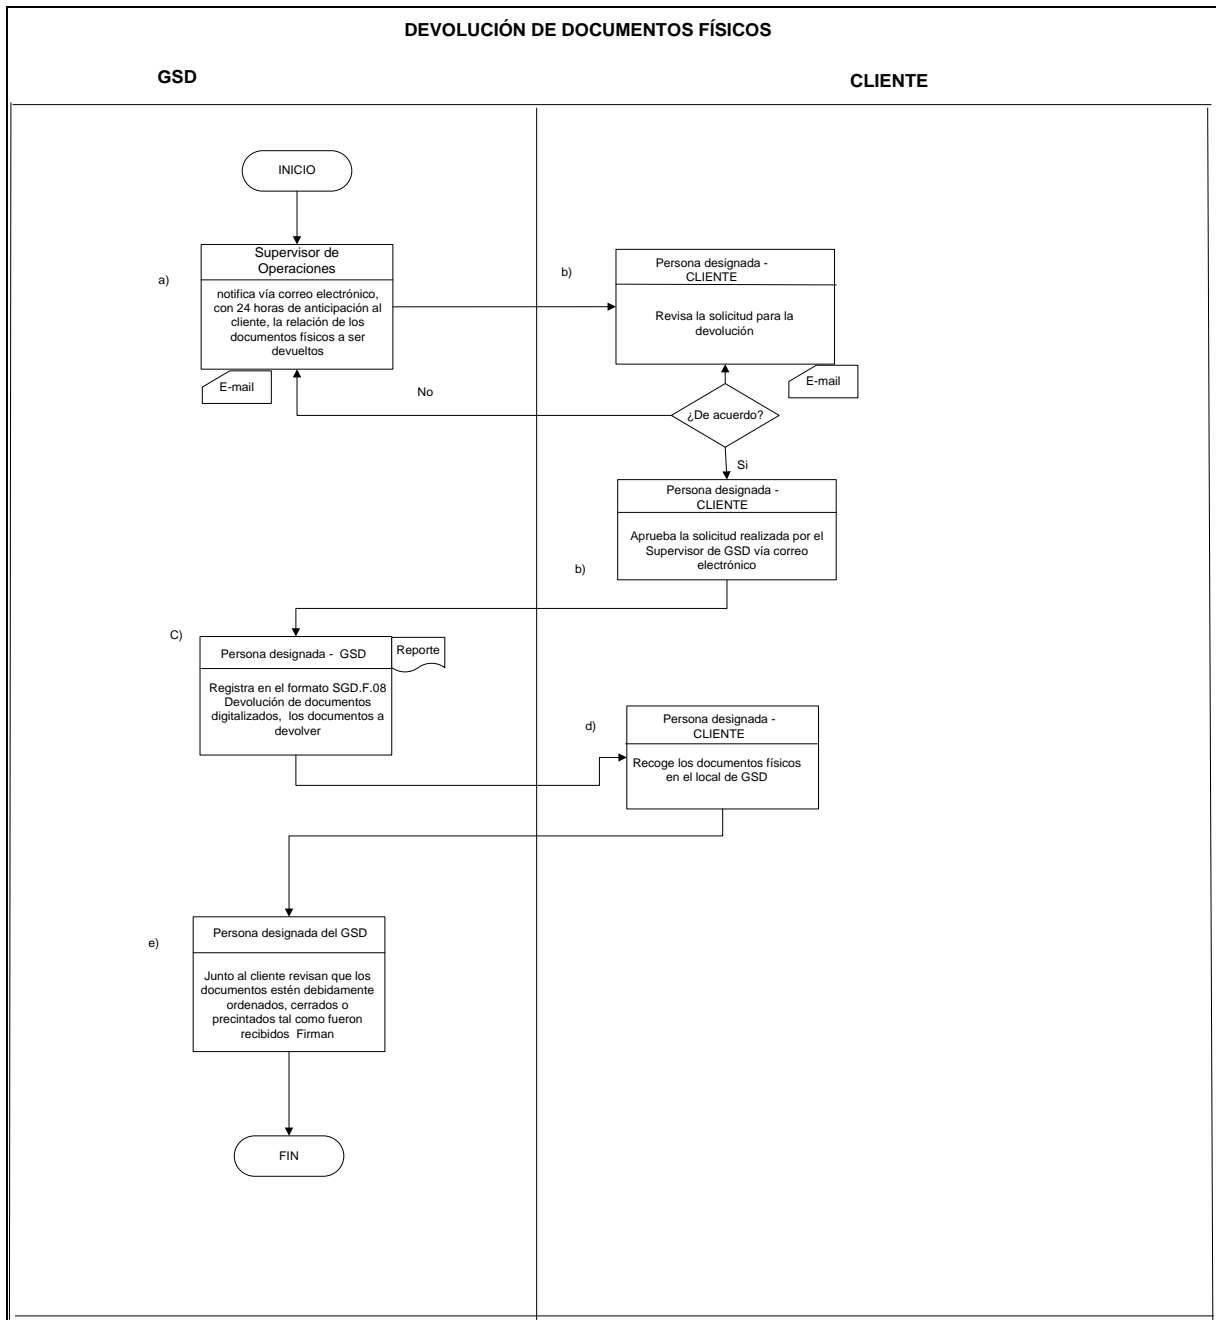 DEVOLUCIÓN DE DOCUMENTOS FÍSICOS
GSD
CLIENTE
INICIO
a)
Supervisor de
Operaciones
notifica vía correo electrónico,
con 24 horas de anticipación al
cliente, la relación de los
documentos físicos a ser
devueltos
E-mail
b)
Persona designada -
CLIENTE
Revisa la solicitud para la
devolución
E-mail
No
¿De acuerdo?
Si
Persona designada -
CLIENTE
Aprueba la solicitud realizada por el
Supervisor de GSD vía correo
electrónico
b)
C)
Persona designada - GSD
Reporte
Registra en el formato SGD.F.08
Devolución de documentos
digitalizados, los documentos a
devolver
d)
Persona designada -
CLIENTE
Recoge los documentos físicos
en el local de GSD
e)
Persona designada del GSD
Junto al cliente revisan que los
documentos estén debidamente
ordenados, cerrados o
precintados tal como fueron
recibidos Firman
FIN